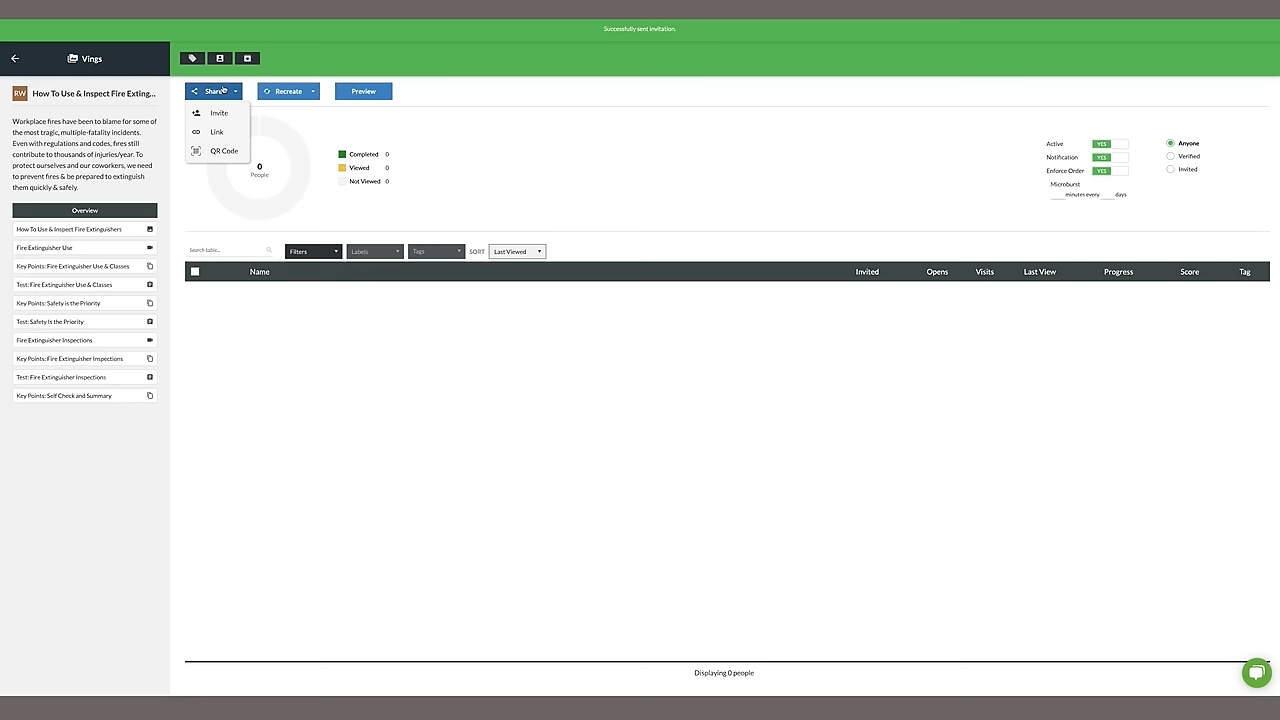 Successfully sent invitation.
Vings
RW How To Use & Inspect Fire Exting...
Workplace fires have been to blame for some of
the most tragic, multiple-fatality incidents.
Even with regulations and codes, fires still
contribute to thousands of injuries/year. To
protect ourselves and our coworkers, we need
to prevent fires & be prepared to extinguish
them quickly & safely.
Overview
How To Use & Inspect Fire Extinguishers
Fire Extinguisher Use
Key Points: Fire Extinguisher Use & Classes
Test: Fire Extinguisher Use & Classes
Key Points: Safety is the Priority
Test: Safety Is the Priority
Fire Extinguisher Inspections
Key Points: Fire Extinguisher Inspections
Test: Fire Extinguisher Inspections
Key Points: Self Check and Summary
Share Recreate Preview
Invite
Link
QR Code
0
People
Completed 0
Viewed 0
Not Viewed 0
Active YES
Notification YES
Enforce Order YES
Microburst
minutes every days
Anyone
Verified
Invited
Search table... Filters Labels Tags SORT Last Viewed
Name Invited Opens Visits Last View Progress Score Tag
Displaying 0 people